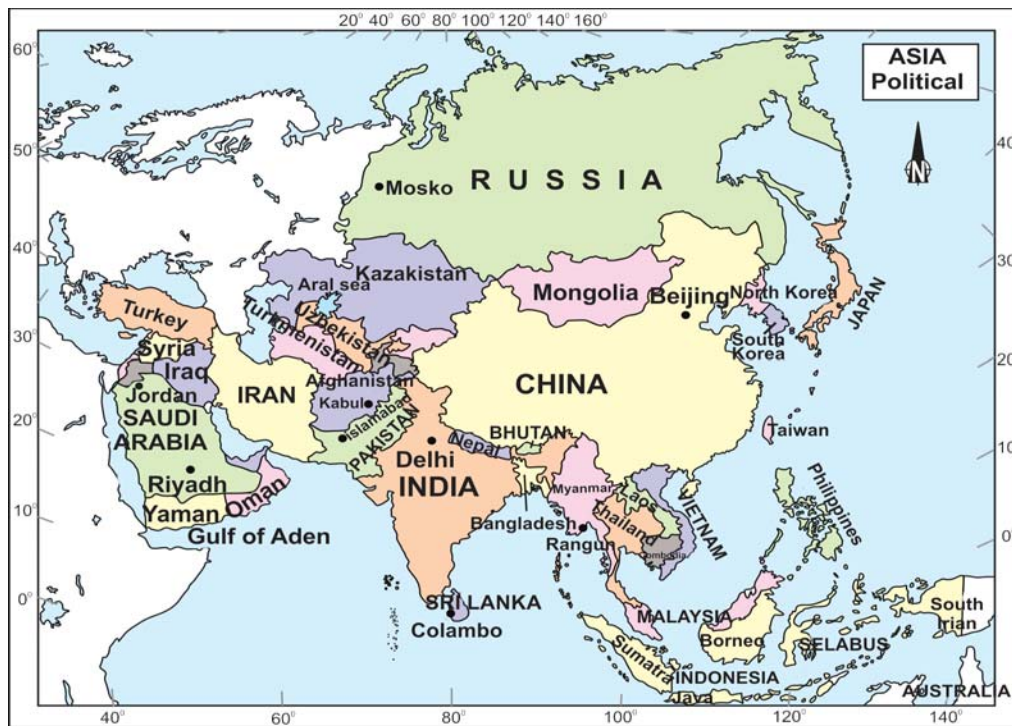 20° 40° 60° 80° 100° 120° 140° 160°
60°
ASIA
Political
50°
40°
N
RUSSIA
Mosko
40°
30°
Kazakistan
Aral sea
Mongolia
Beijing
North Korea
JAPAN
South
Korea
30°
20°
Turkey
Uzbekistan
Turkmenistan
Syria
Iraq
IRAN
Afghanistan
Kabul
CHINA
Jordan
Islamabad
PAKISTAN
20°
10°
SAUDI
ARABIA
Riyadh
Delhi
INDIA
Nepal
BHUTAN
Taiwan
Yaman
Oman
Myanmar
Laos
Thailand
VIETNAM
Philippines
10°
0°
Gulf of Aden
Bangladesh
Rangun
Combodia
0°
SRI LANKA
Colambo
MALAYSIA
Borneo
South
Irian
Sumatra
SELABUS
INDONESIA
Java
AUSTRALIA
40° 60° 80° 100° 120° 140°